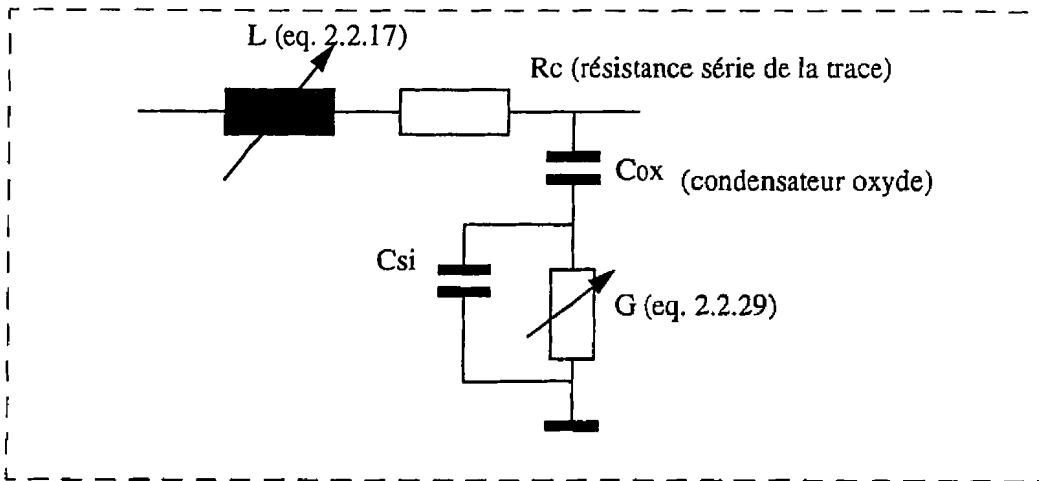 L (eq. 2.2.17)
Rc (résistance série de la trace)
Cox (condensateur oxyde)
Csi
G (eq. 2.2.29)